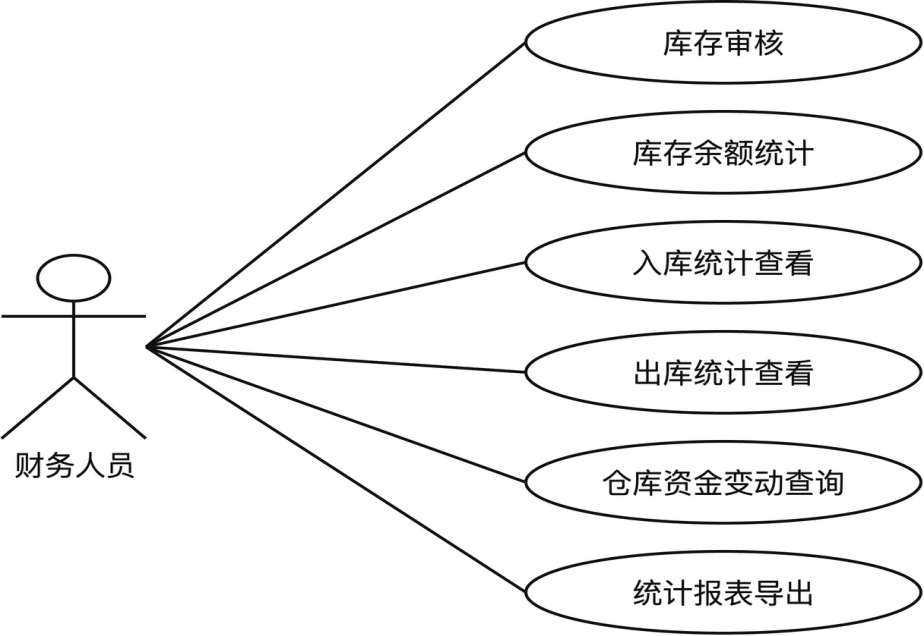 库存审核
库存余额统计
入库统计查看
出库统计查看
财务人员
仓库资金变动查询
统计报表导出